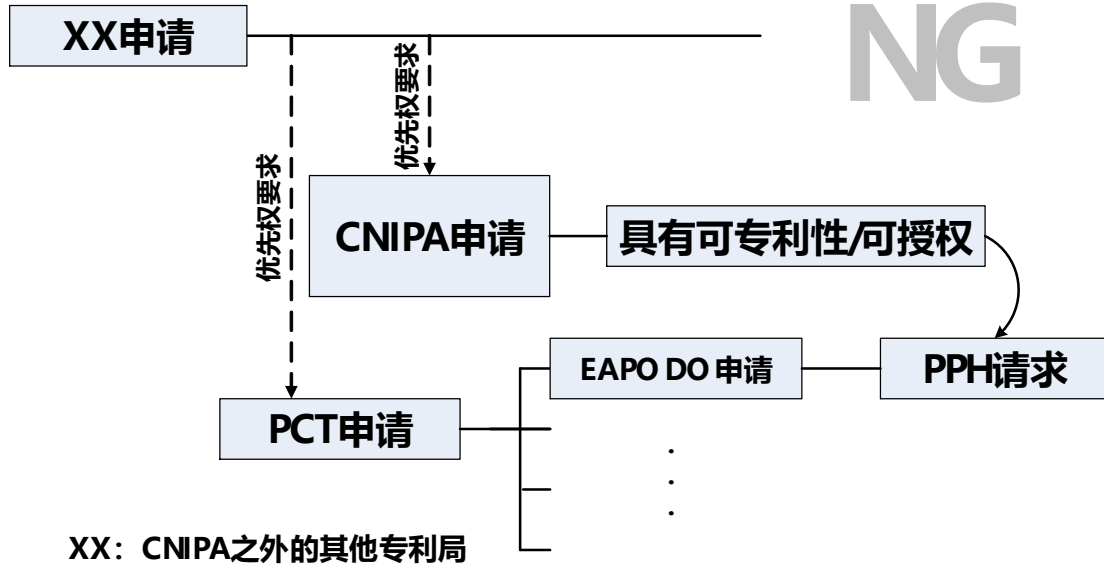 XX申请
NG
优先权要求
优先权要求
CNIPA申请
具有可专利性/可授权
EAPO DO 申请
PPH请求
PCT申请
XX：CNIPA之外的其他专利局